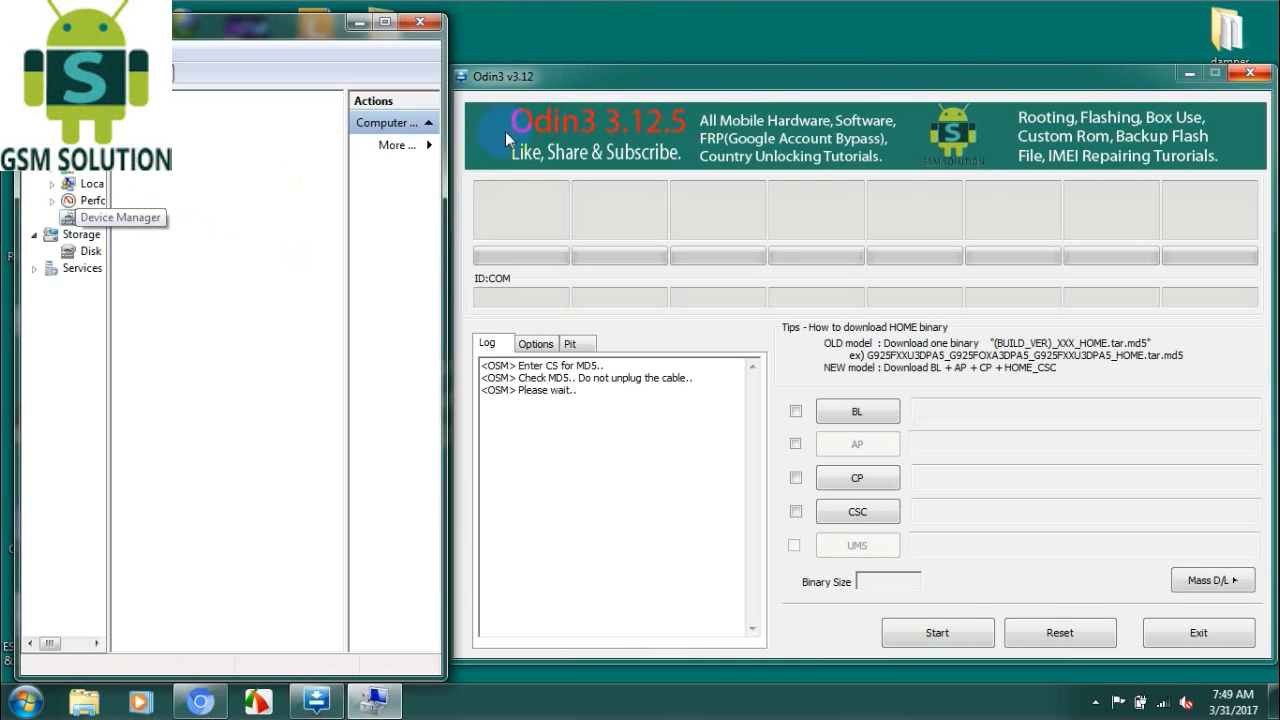 S
GSM SOLUTION
Actions
Computer ...
More ...
Loca
Perfc
Device Manager
Storage
Disk
Services
Odin3 v3.12
Odin3 3.12.5
Like, Share & Subscribe.
All Mobile Hardware, Software,
FRP(Google Account Bypass),
Country Unlocking Tutorials.
S
GSM SOLUTION
Rooting, Flashing, Box Use,
Custom Rom, Backup Flash
File, IMEI Repairing Turorials.
ID:COM
Log
Options
Pit
<OSM> Enter CS for MD5..
<OSM> Check MD5.. Do not unplug the cable..
<OSM> Please wait..
Tips - How to download HOME binary
OLD model : Download one binary "(BUILD_VER)_XXX_HOME.tar.md5"
ex) G925FXXU3DPA5_G925FOXA3DPA5_G925FXXU3DPA5_HOME.tar.md5
NEW model : Download BL + AP + CP + HOME_CSC
BL
AP
CP
CSC
UMS
Binary Size
Mass D/L
Start
Reset
Exit
7:49 AM
3/31/2017